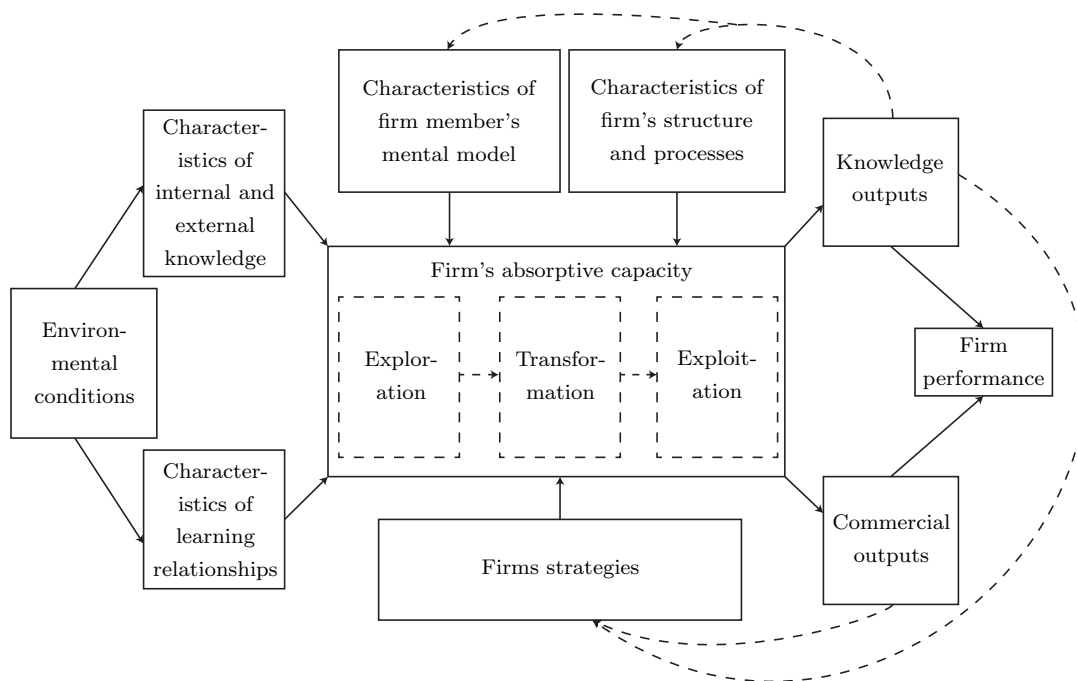 Characteristics of
firm member's
mental model
Characteristics of
firm's structure
and processes
Character-
istics of
internal and
external
knowledge
Knowledge
outputs
Firm's absorptive capacity
Environ-
mental
conditions
Explor-
ation
Transfor-
mation
Exploit-
ation
Firm
performance
Character-
istics of
learning
relationships
Commercial
outputs
Firms strategies